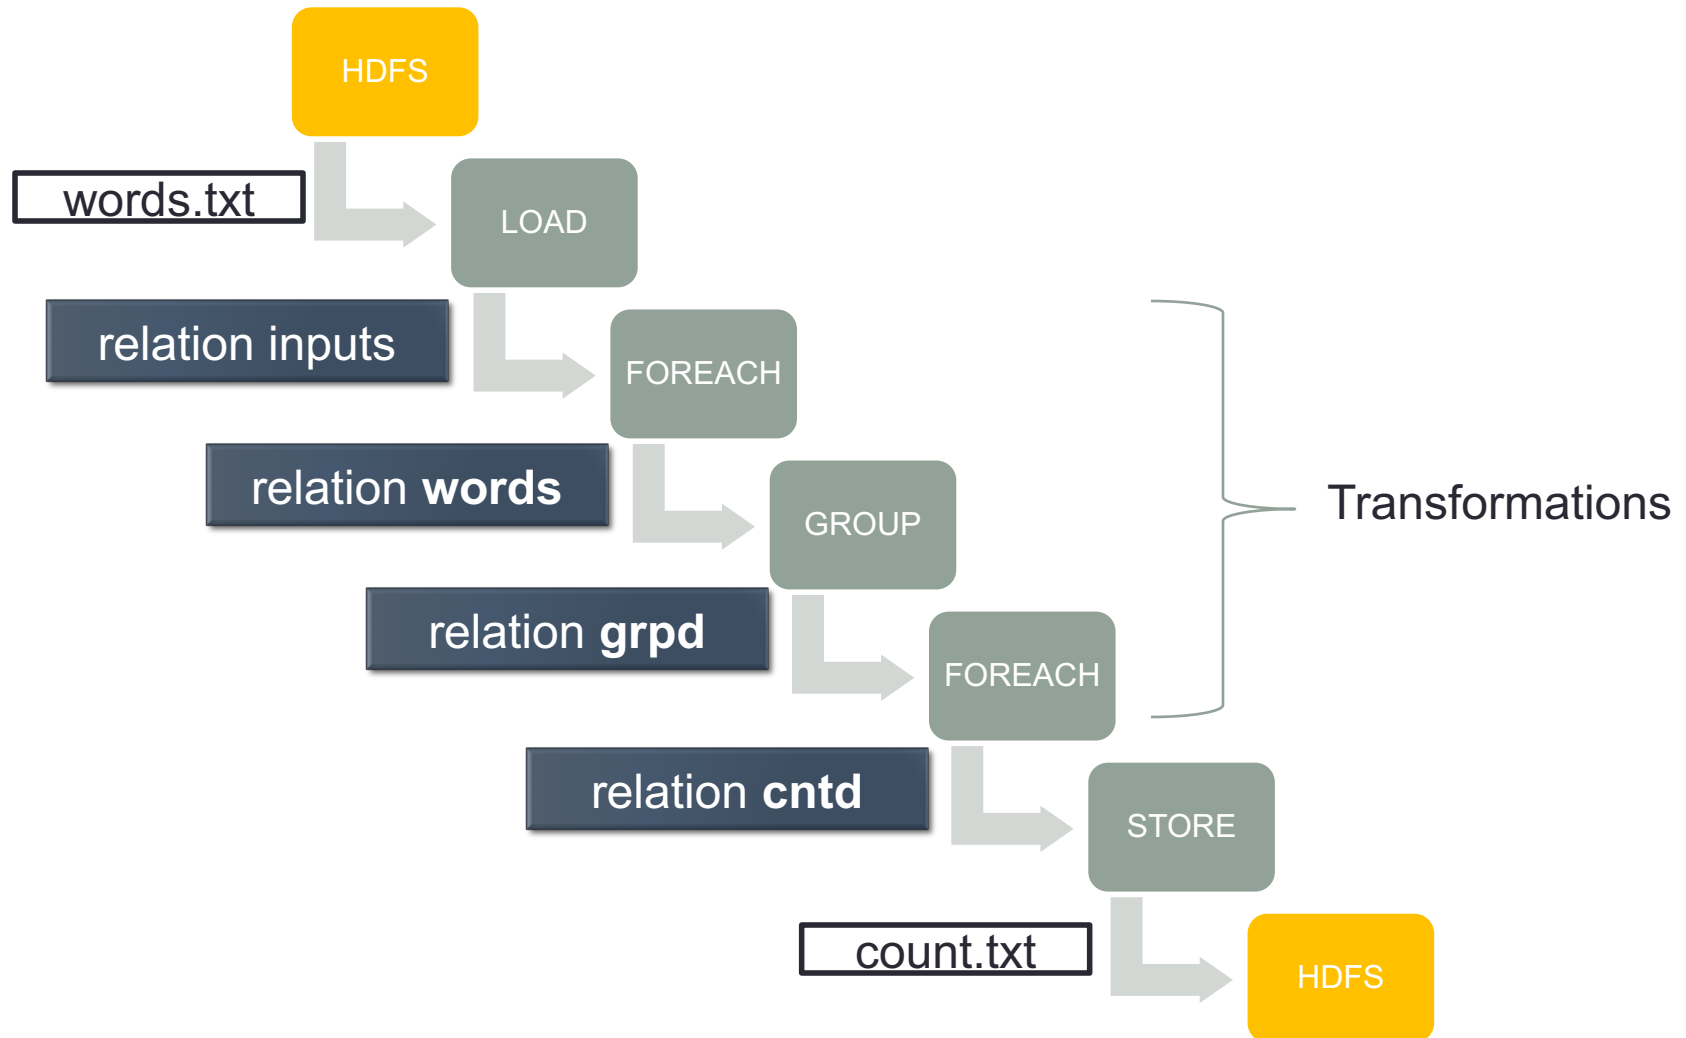 HDFS
words.txt
LOAD
relation inputs
FOREACH
relation words
GROUP
Transformations
relation grpd
FOREACH
relation cntd
STORE
count.txt
HDFS